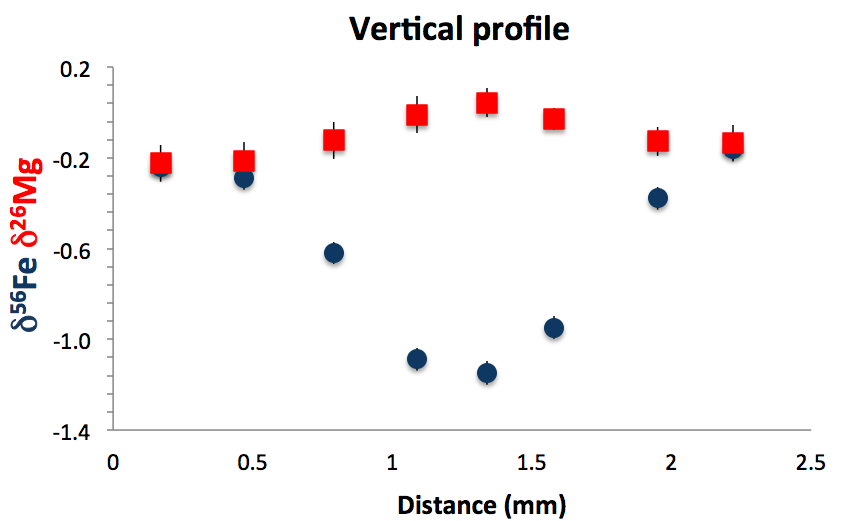 Vertical profile
0.2
-0.2
-0.6
-1.0
-1.4
δ⁵⁶Fe δ²⁶Mg
0 0.5 1 1.5 2 2.5
Distance (mm)